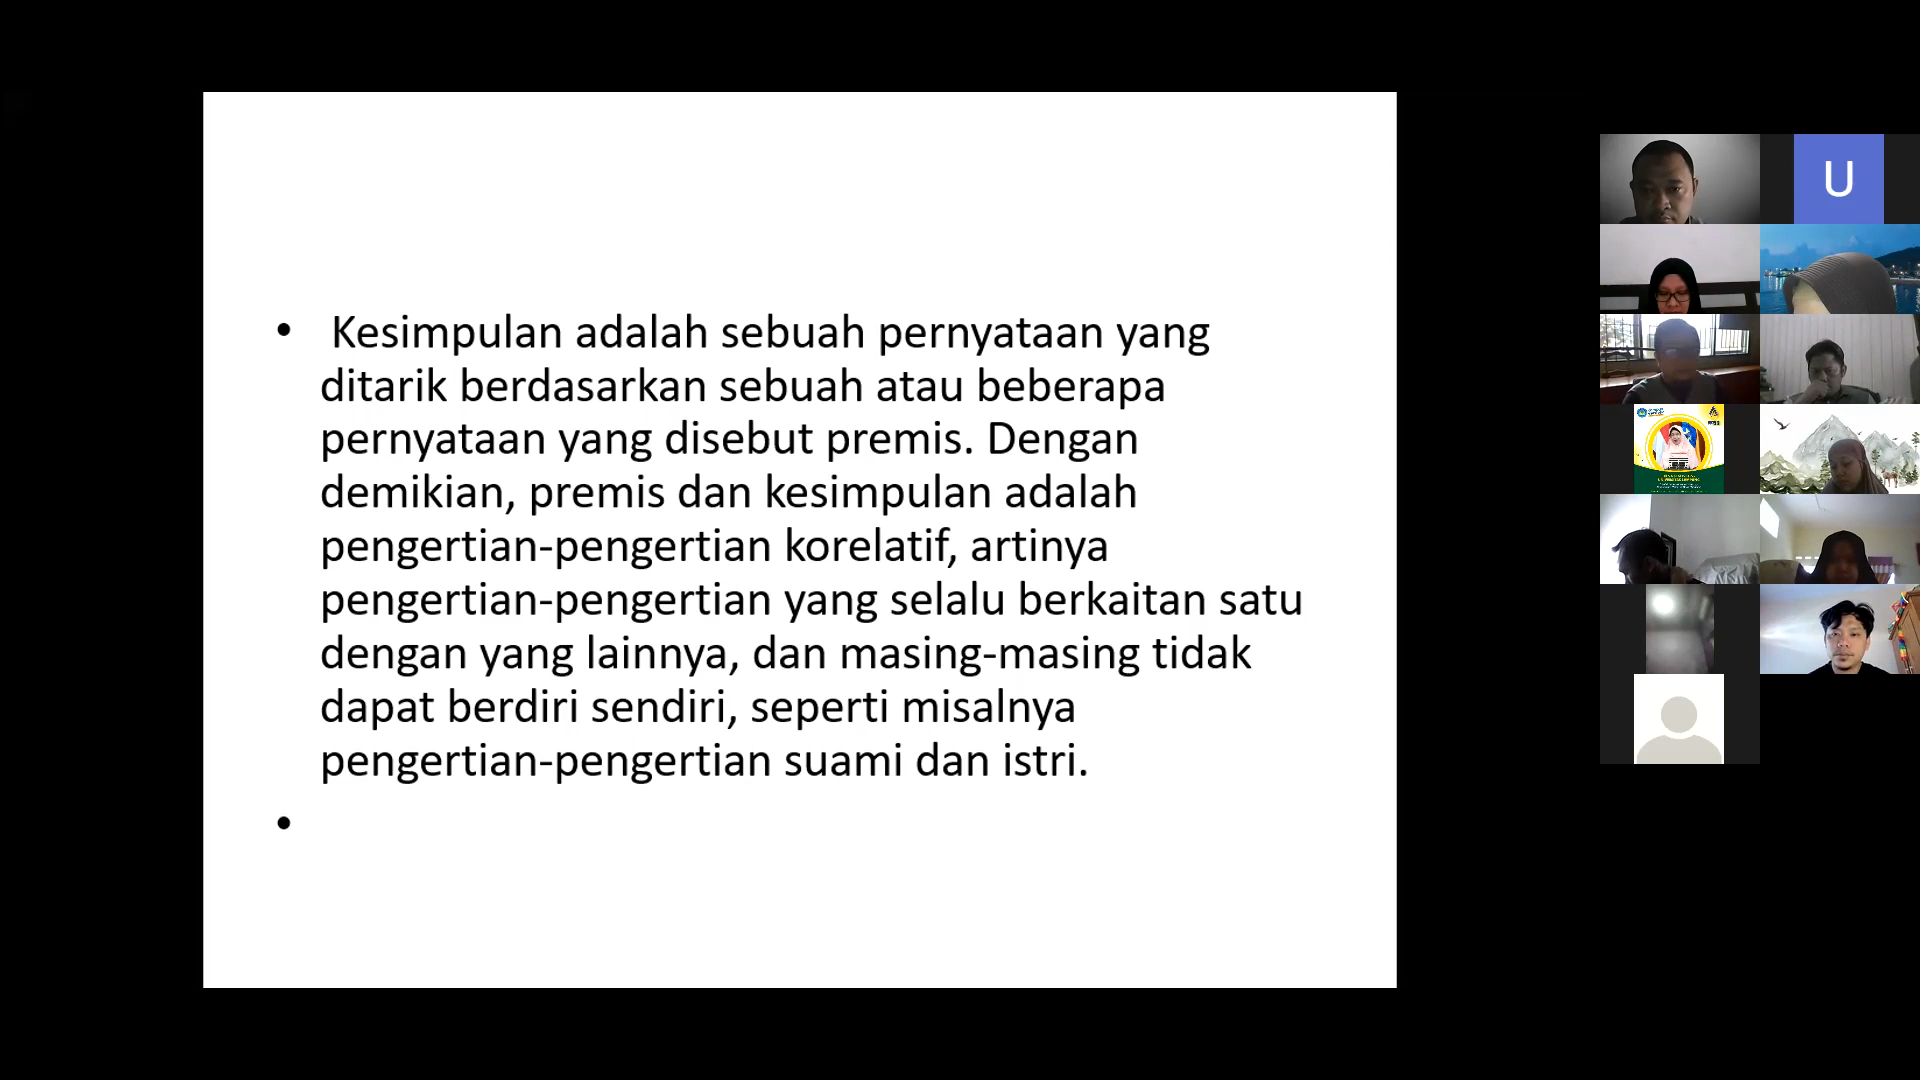 • Kesimpulan adalah sebuah pernyataan yang
ditarik berdasarkan sebuah atau beberapa
pernyataan yang disebut premis. Dengan
demikian, premis dan kesimpulan adalah
pengertian-pengertian korelatif, artinya
pengertian-pengertian yang selalu berkaitan satu
dengan yang lainnya, dan masing-masing tidak
dapat berdiri sendiri, seperti misalnya
pengertian-pengertian suami dan istri.
•
U